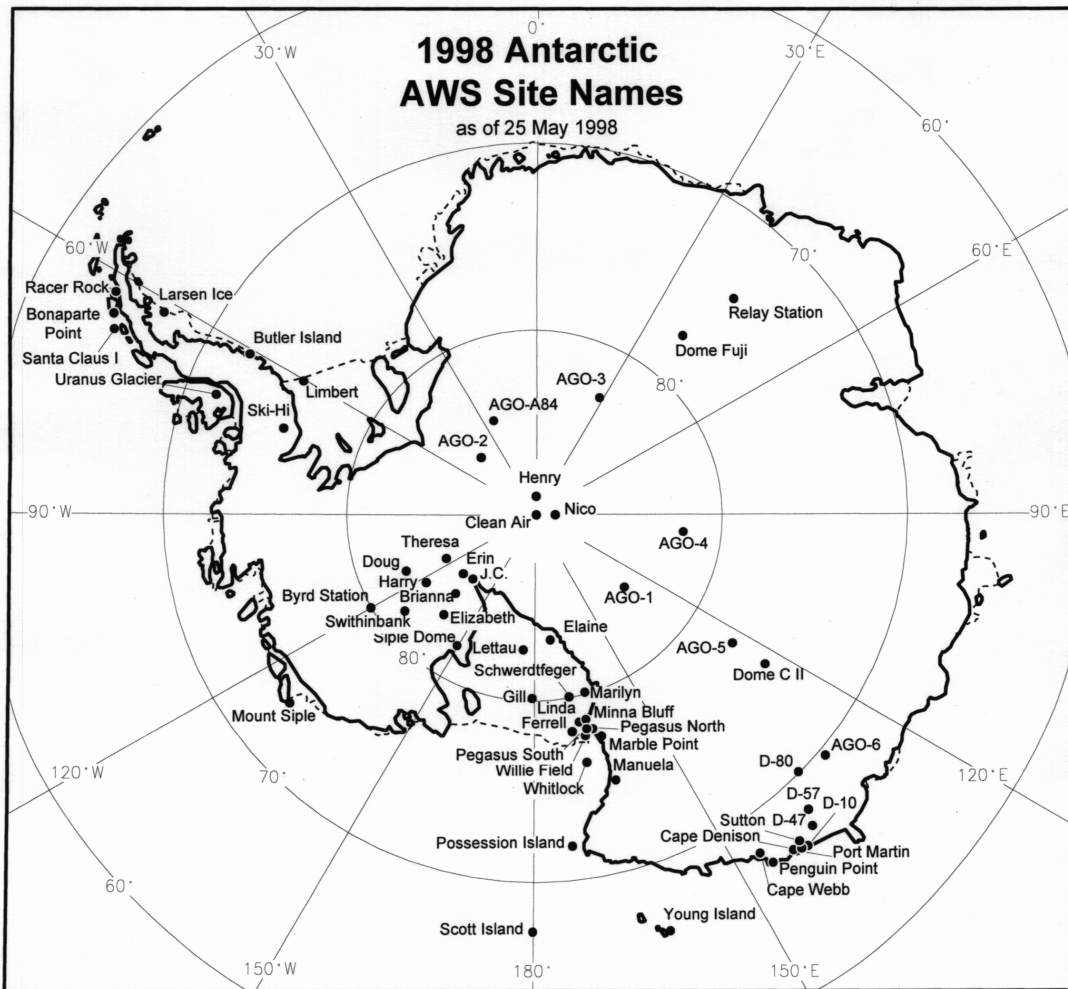 0°
30°W
30°E
1998 Antarctic
AWS Site Names
as of 25 May 1998
60°
60°W
70°
60°E
Racer Rock
Larsen Ice
Bonaparte
Point
Santa Claus I
Butler Island
Relay Station
Dome Fuji
Uranus Glacier
Limbert
80°
AGO-3
Ski-Hi
AGO-A84
AGO-2
Henry
90°W
Clean Air
Nico
90°E
Theresa
AGO-4
Doug
Erin
Harry
J.C.
Byrd Station
Brianna
AGO-1
Swithinbank
Elizabeth
Siple Dome
Elaine
80°
Lettau
AGO-5
Schwerdtfeger
Dome C II
Gill
Marilyn
Mount Siple
Linda
Minna Bluff
Ferrell
Pegasus North
Pegasus South
Marble Point
AGO-6
120°W
70°
Willie Field
Manuela
D-80
120°E
Whitlock
D-57
D-10
Sutton
D-47
Cape Denison
Possession Island
Port Martin
Penguin Point
60°
Cape Webb
Young Island
Scott Island
150°W
180°
150°E